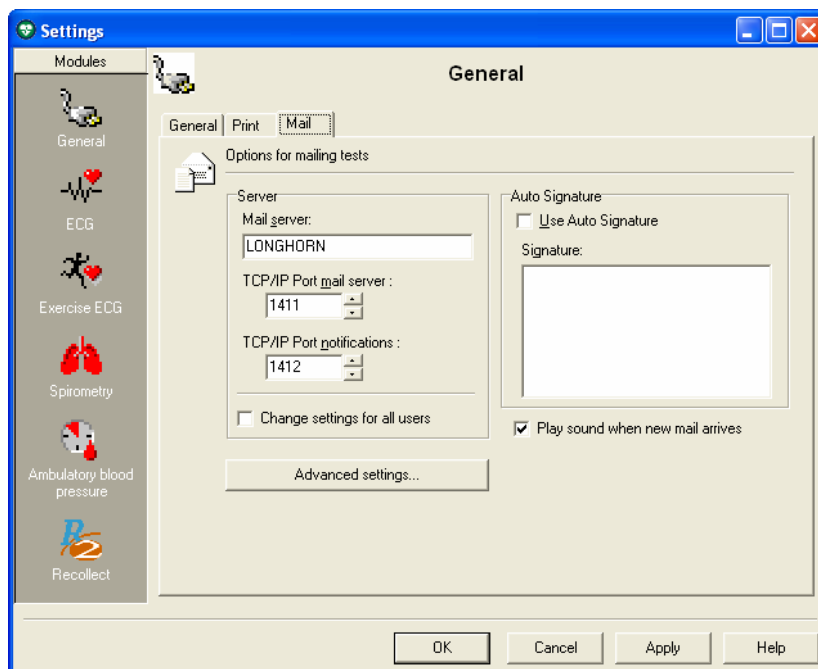 Settings
Modules
General
ECG
Exercise ECG
Spirometry
Ambulatory blood
pressure
Recollect
General
General
Print
Mail
Options for mailing tests
Server
Mail server:
LONGHORN
TCP/IP Port mail server :
1411
TCP/IP Port notifications :
1412
Change settings for all users
Advanced settings...
Auto Signature
Use Auto Signature
Signature:
Play sound when new mail arrives
OK
Cancel
Apply
Help